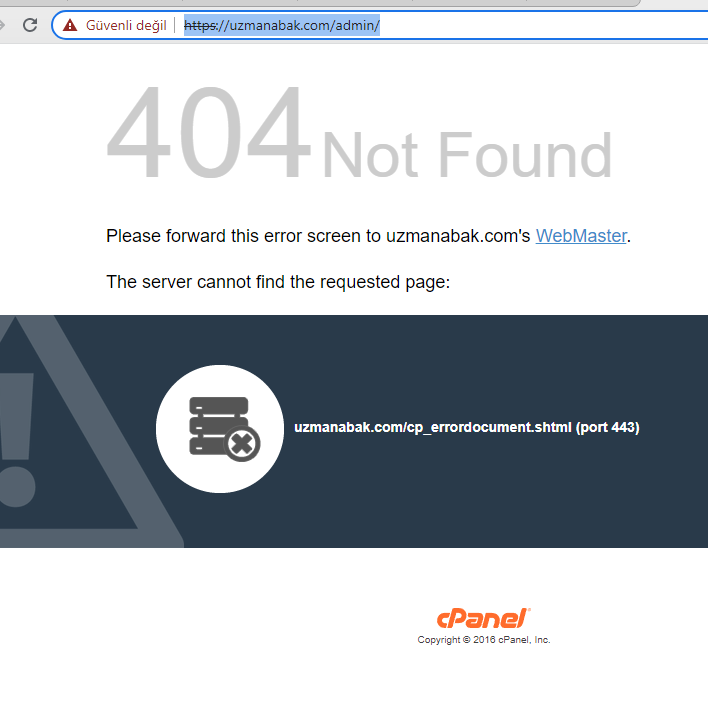 Güvenli değil | https://uzmanabak.com/admin/
404 Not Found
Please forward this error screen to uzmanabak.com's WebMaster.
The server cannot find the requested page:
uzmanabak.com/cp_errordocument.shtml (port 443)
cPanel®
Copyright © 2016 cPanel, Inc.